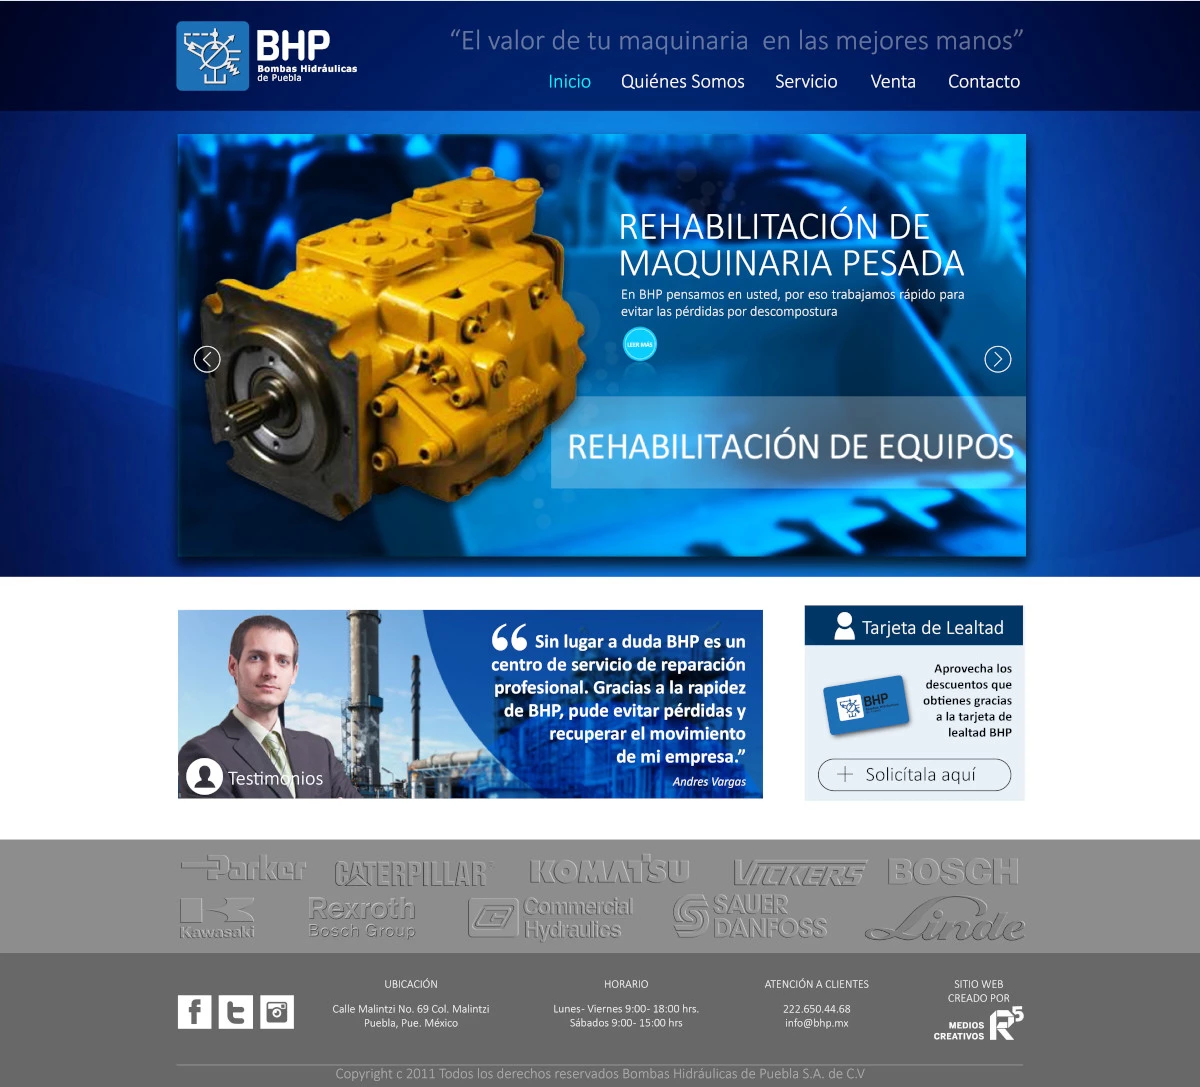 BHP
Bombas Hidráulicas
de Puebla
“El valor de tu maquinaria en las mejores manos”
Inicio Quiénes Somos Servicio Venta Contacto
REHABILITACIÓN DE
MAQUINARIA PESADA
En BHP pensamos en usted, por eso trabajamos rápido para
evitar las pérdidas por descompostura
LEER MÁS
REHABILITACIÓN DE EQUIPOS
“ Sin lugar a duda BHP es un
centro de servicio de reparación
profesional. Gracias a la rapidez
de BHP, pude evitar pérdidas y
recuperar el movimiento
de mi empresa.”
Andres Vargas
Testimonios
Tarjeta de Lealtad
Aprovecha los
descuentos que
obtienes gracias
a la tarjeta de
lealtad BHP
BHP
Solicítala aquí
Parker CATERPILLAR KOMATSU VICKERS BOSCH
Kawasaki Rexroth Bosch Group Commercial Hydraulics SAUER DANFOSS Linde
UBICACIÓN
Calle Malintzi No. 69 Col. Malintzi
Puebla, Pue. México
HORARIO
Lunes- Viernes 9:00- 18:00 hrs.
Sábados 9:00- 15:00 hrs
ATENCIÓN A CLIENTES
222.650.44.68
info@bhp.mx
SITIO WEB
CREADO POR
MEDIOS
CREATIVOS
R5
Copyright c 2011 Todos los derechos reservados Bombas Hidráulicas de Puebla S.A. de C.V